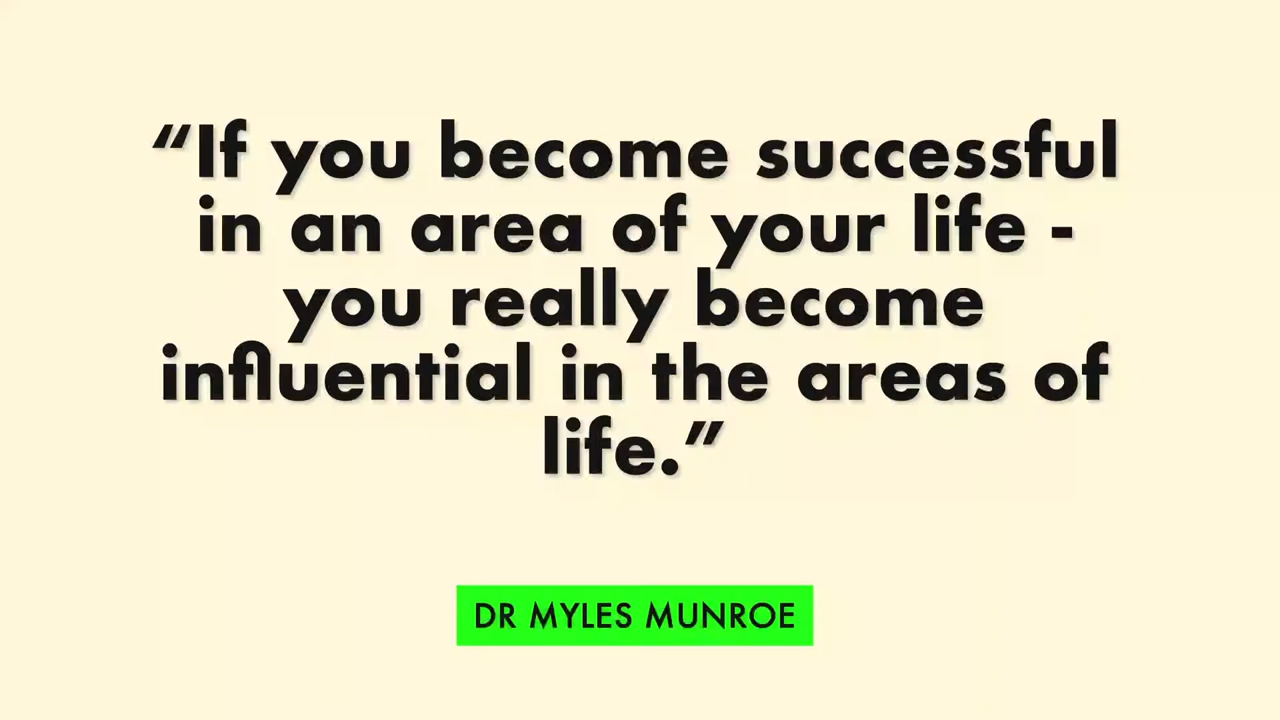 “If you become successful
in an area of your life -
you really become
influential in the areas of
life.”
DR MYLES MUNROE